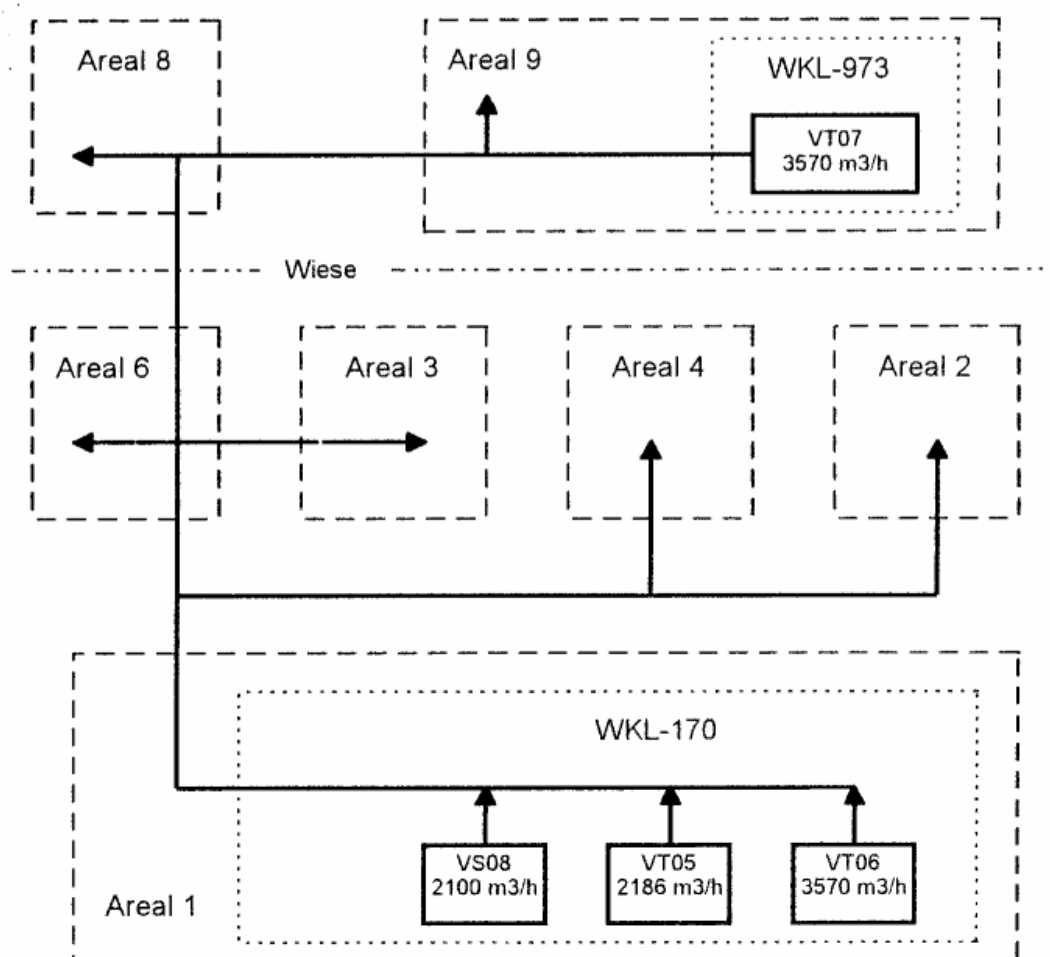 Areal 8
Areal 9
WKL-973
VT07
3570 m3/h
Wiese
Areal 6
Areal 3
Areal 4
Areal 2
WKL-170
VS08
2100 m3/h
VT05
2186 m3/h
VT06
3570 m3/h
Areal 1